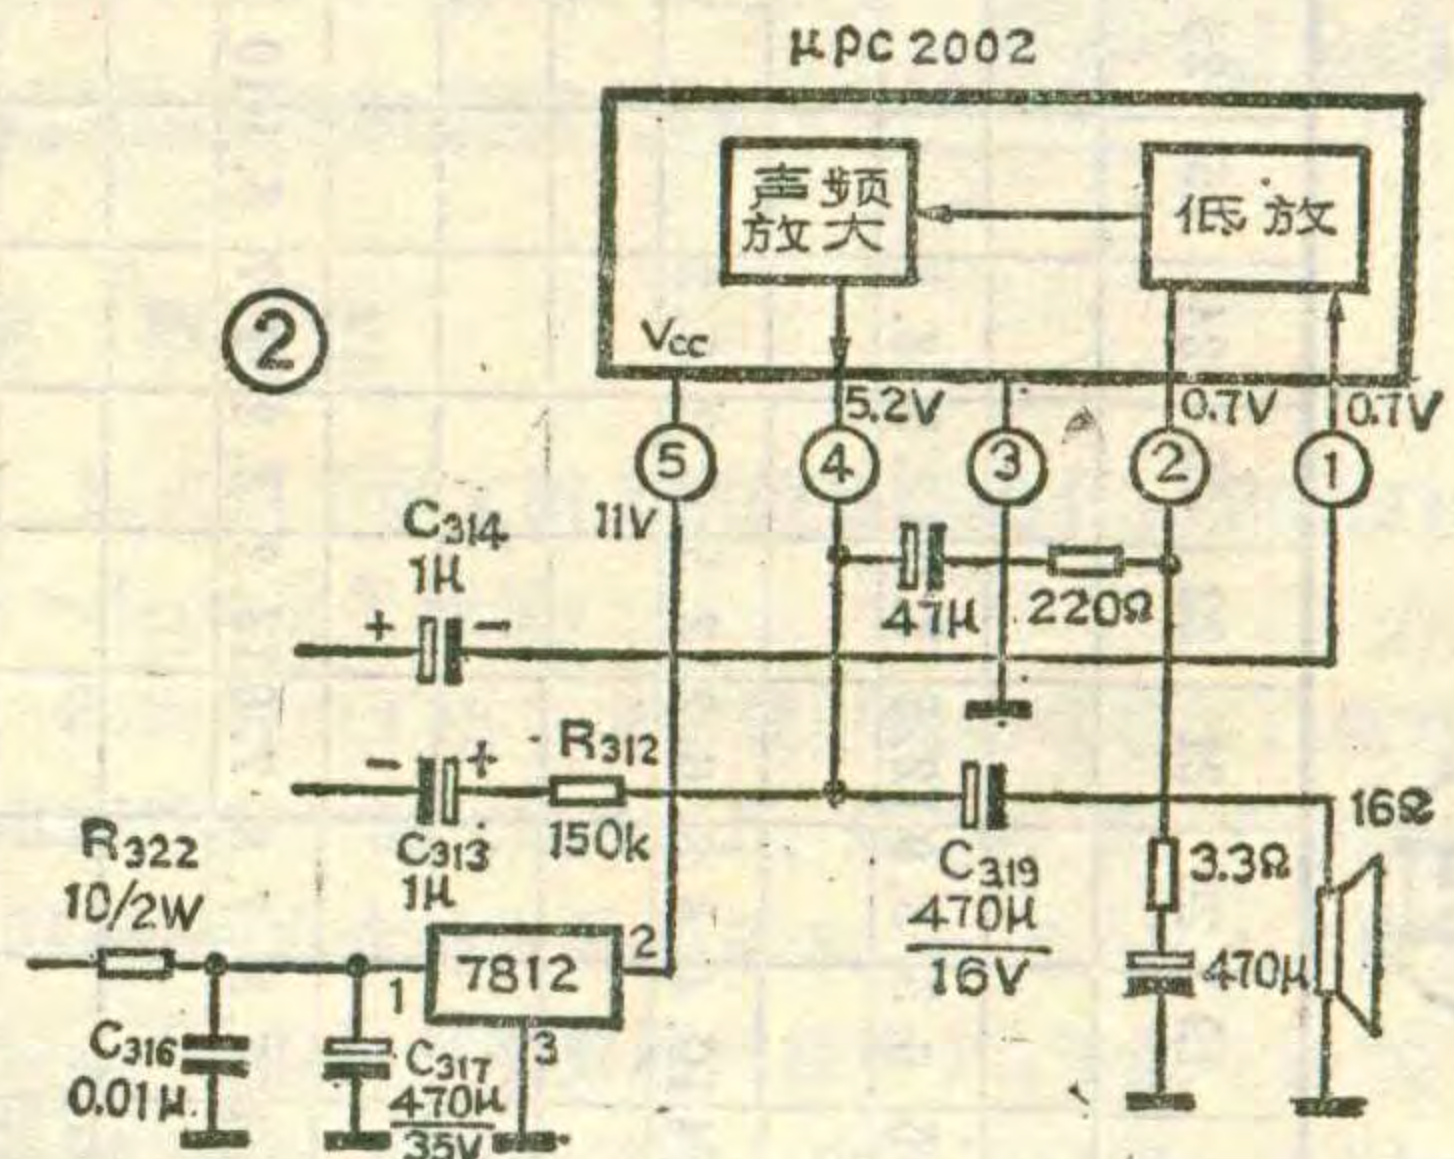 μPC 2002
声频
放大
低放
②
Vcc
5.2V
0.7V
0.7V
⑤
④
③
②
①
11V
C314
1μ
+
−
47μ
220Ω
−
+
R312
C313
1μ
150k
16Ω
R322
10/2W
C319
470μ
16V
3.3Ω
470μ
1
7812
2
3
C316
0.01μ
C317
470μ
35V